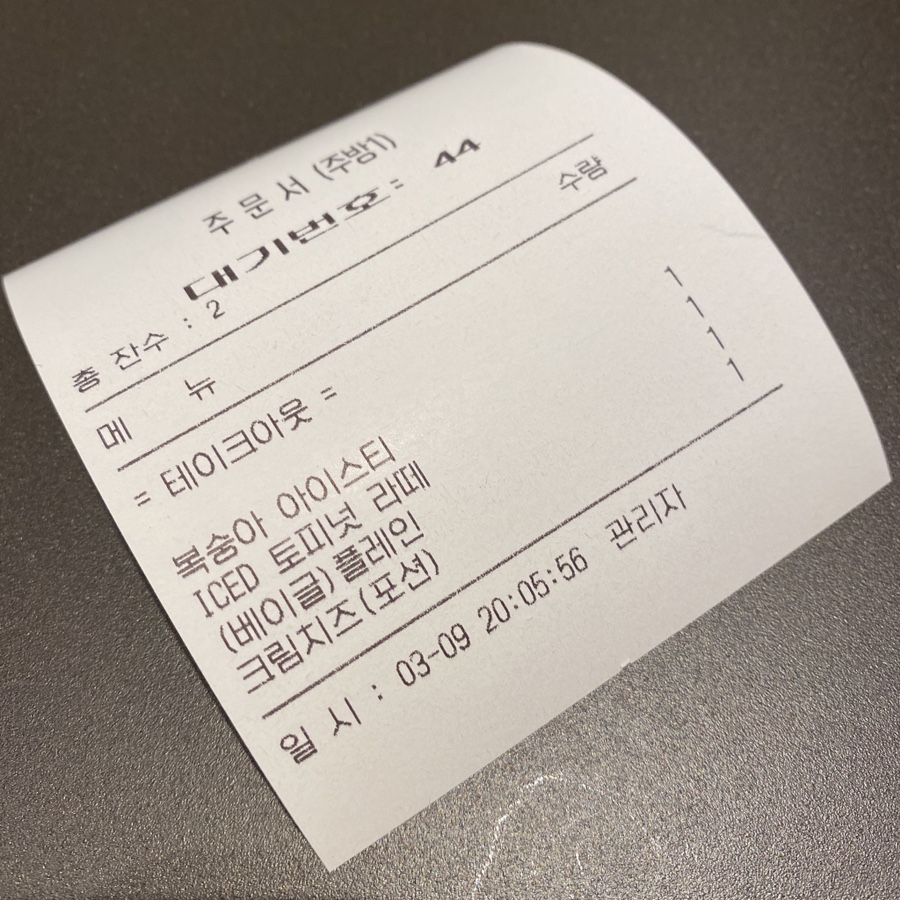 주 문 서 (주방1)
대기번호: 44
총 잔수 : 2
메 뉴 수량
= 테이크아웃 =
복숭아 아이스티 1
ICED 토피넛 라떼 1
(베이글)플레인 1
크림치즈(포션) 1
일 시 : 03-09 20:05:56 관리자